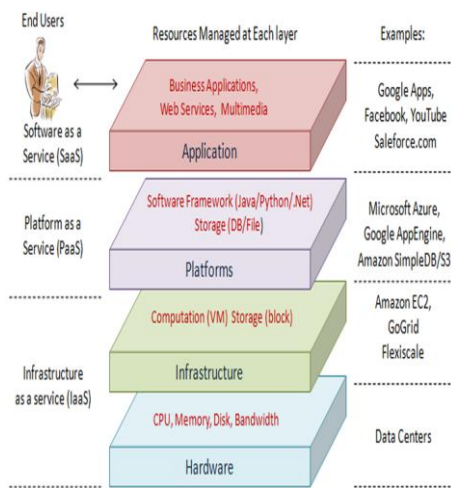 End Users
Resources Managed at Each layer
Examples:
Business Applications,
Web Services, Multimedia
Application
Software as a
Service (SaaS)
Google Apps,
Facebook, YouTube
Saleforce.com
Software Framework (Java/Python/.Net)
Storage (DB/File)
Platforms
Platform as a
Service (PaaS)
Microsoft Azure,
Google AppEngine,
Amazon SimpleDB/S3
Computation (VM) Storage (block)
Infrastructure
Amazon EC2,
GoGrid
Flexiscale
Infrastructure
as a service (IaaS)
CPU, Memory, Disk, Bandwidth
Hardware
Data Centers